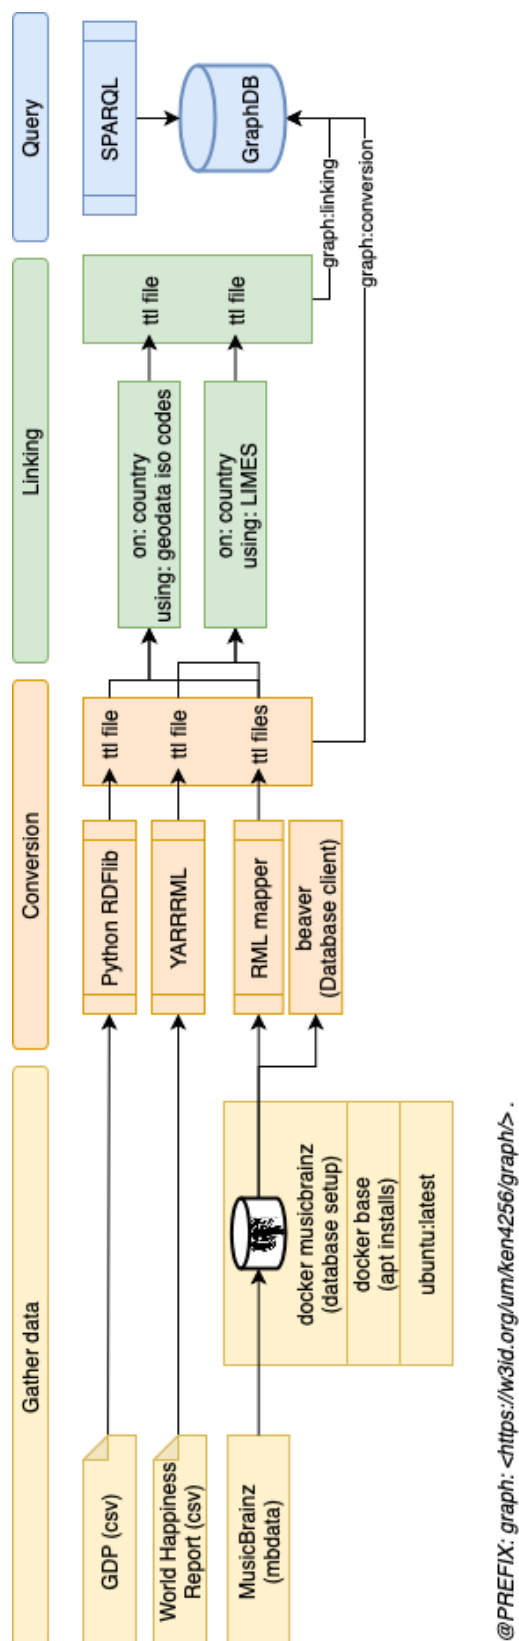 Gather data
Conversion
Linking
Query
GDP (csv)
Python RDFlib
ttl file
on: country
using: geodata iso codes
ttl file
SPARQL
World Happiness
Report (csv)
YARRRML
ttl file
on: country
using: LIMES
ttl file
GraphDB
MusicBrainz
(mbdata)
docker musicbrainz
(database setup)
docker base
(apt installs)
ubuntu:latest
RML mapper
ttl files
beaver
(Database client)
graph:linking
graph:conversion
@PREFIX: graph: <https://w3id.org/um/ken4256/graph/> .